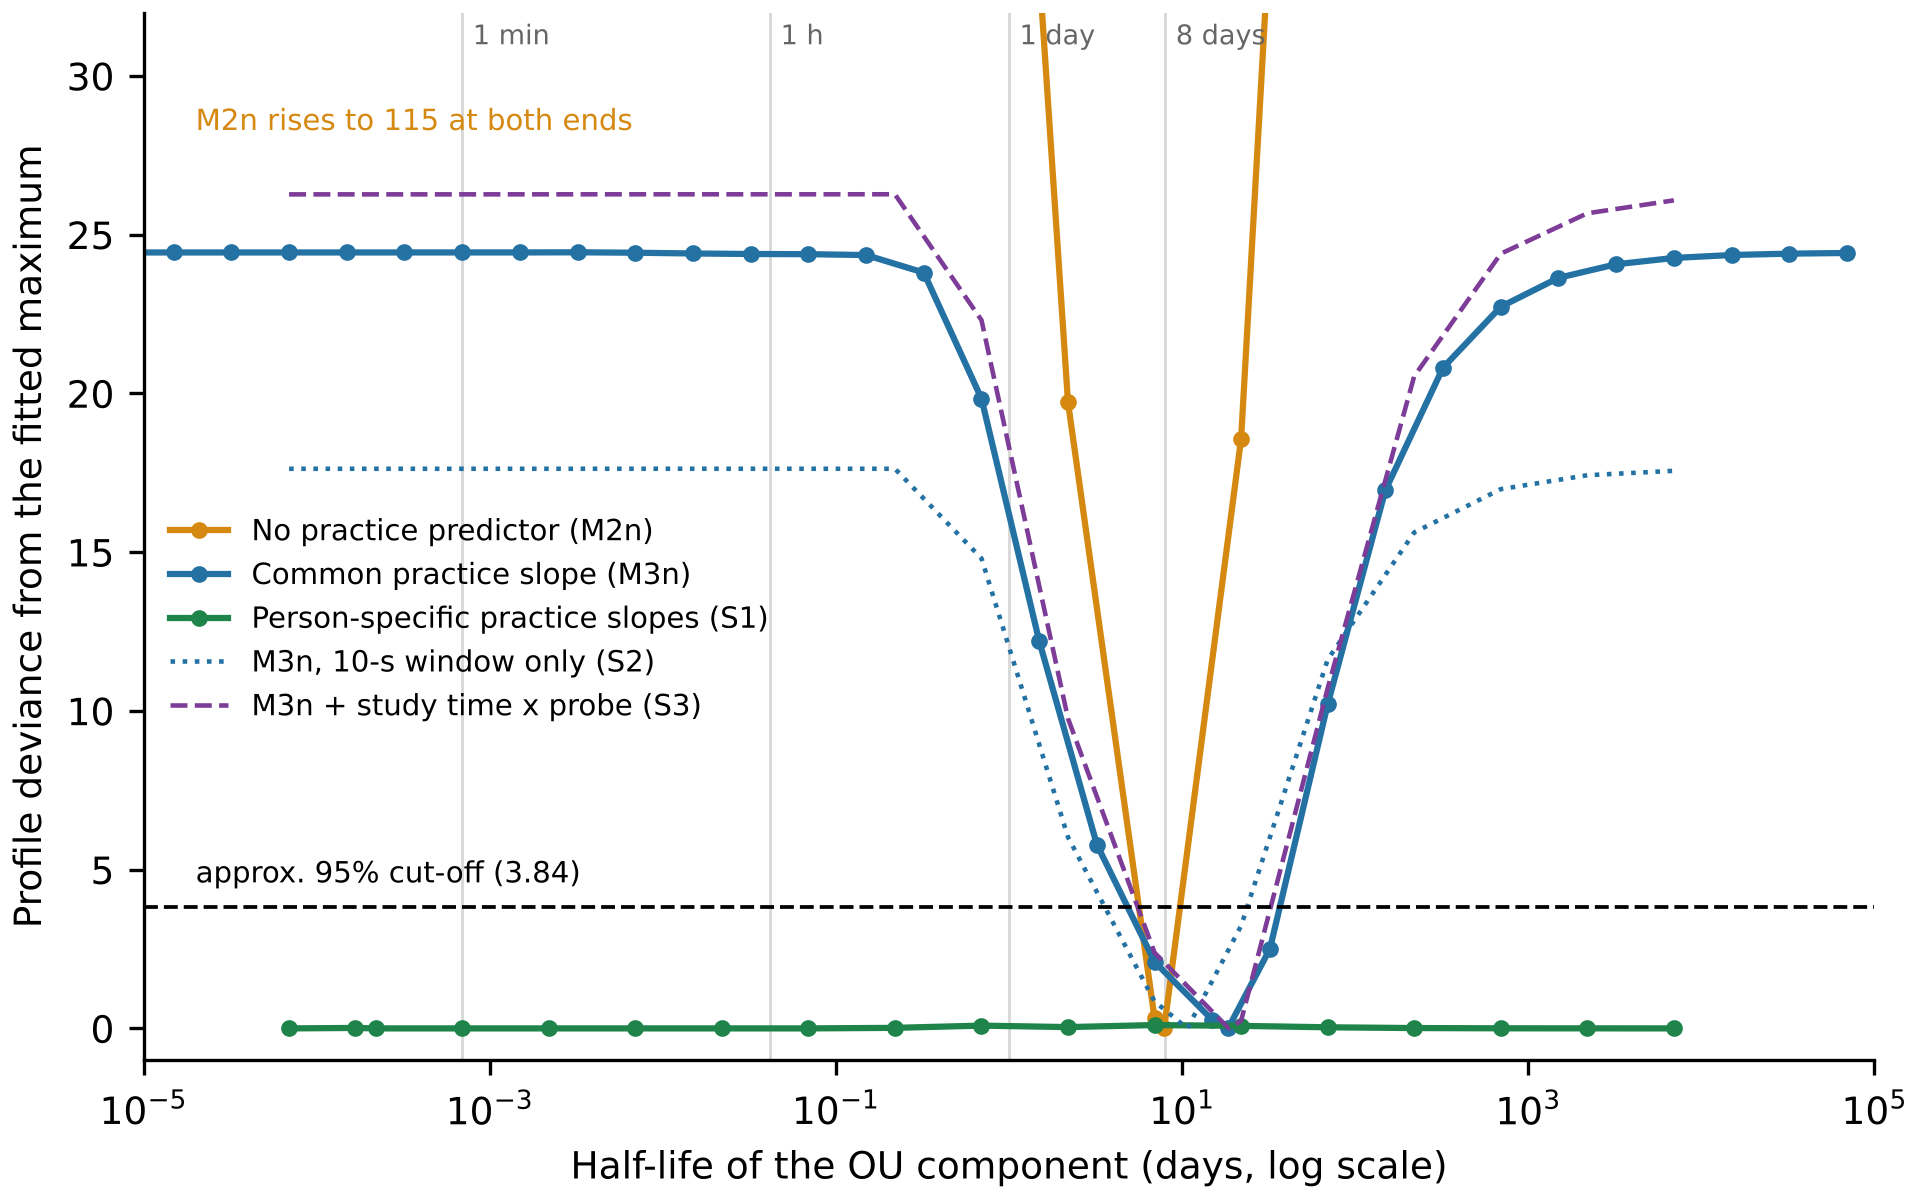 1 min
1 h
1 day
8 days
M2n rises to 115 at both ends
Profile deviance from the fitted maximum
30
25
20
15
10
5
0
No practice predictor (M2n)
Common practice slope (M3n)
Person-specific practice slopes (S1)
M3n, 10-s window only (S2)
M3n + study time x probe (S3)
approx. 95% cut-off (3.84)
10⁻⁵
10⁻³
10⁻¹
10¹
10³
10⁵
Half-life of the OU component (days, log scale)